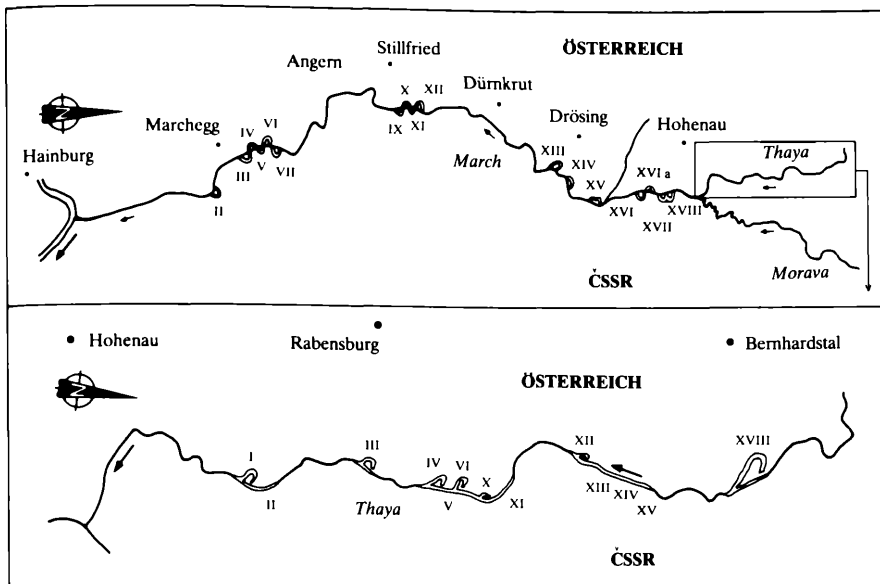 ÖSTERREICH
Stillfried
Angern
X XII
Dürnkrut
IX XI
Marchegg
IV VI
III V VII
Drösing
Hohenau
Hainburg
N
March
XIII
XIV
XV
XVI a
Thaya
II
XVI
XVIII
XVII
ČSSR
Morava
Hohenau
Rabensburg
Bernhardstal
N
ÖSTERREICH
I
III
XII
XVIII
IV VI
X
II
Thaya
V
XI
XIII
XIV
XV
ČSSR